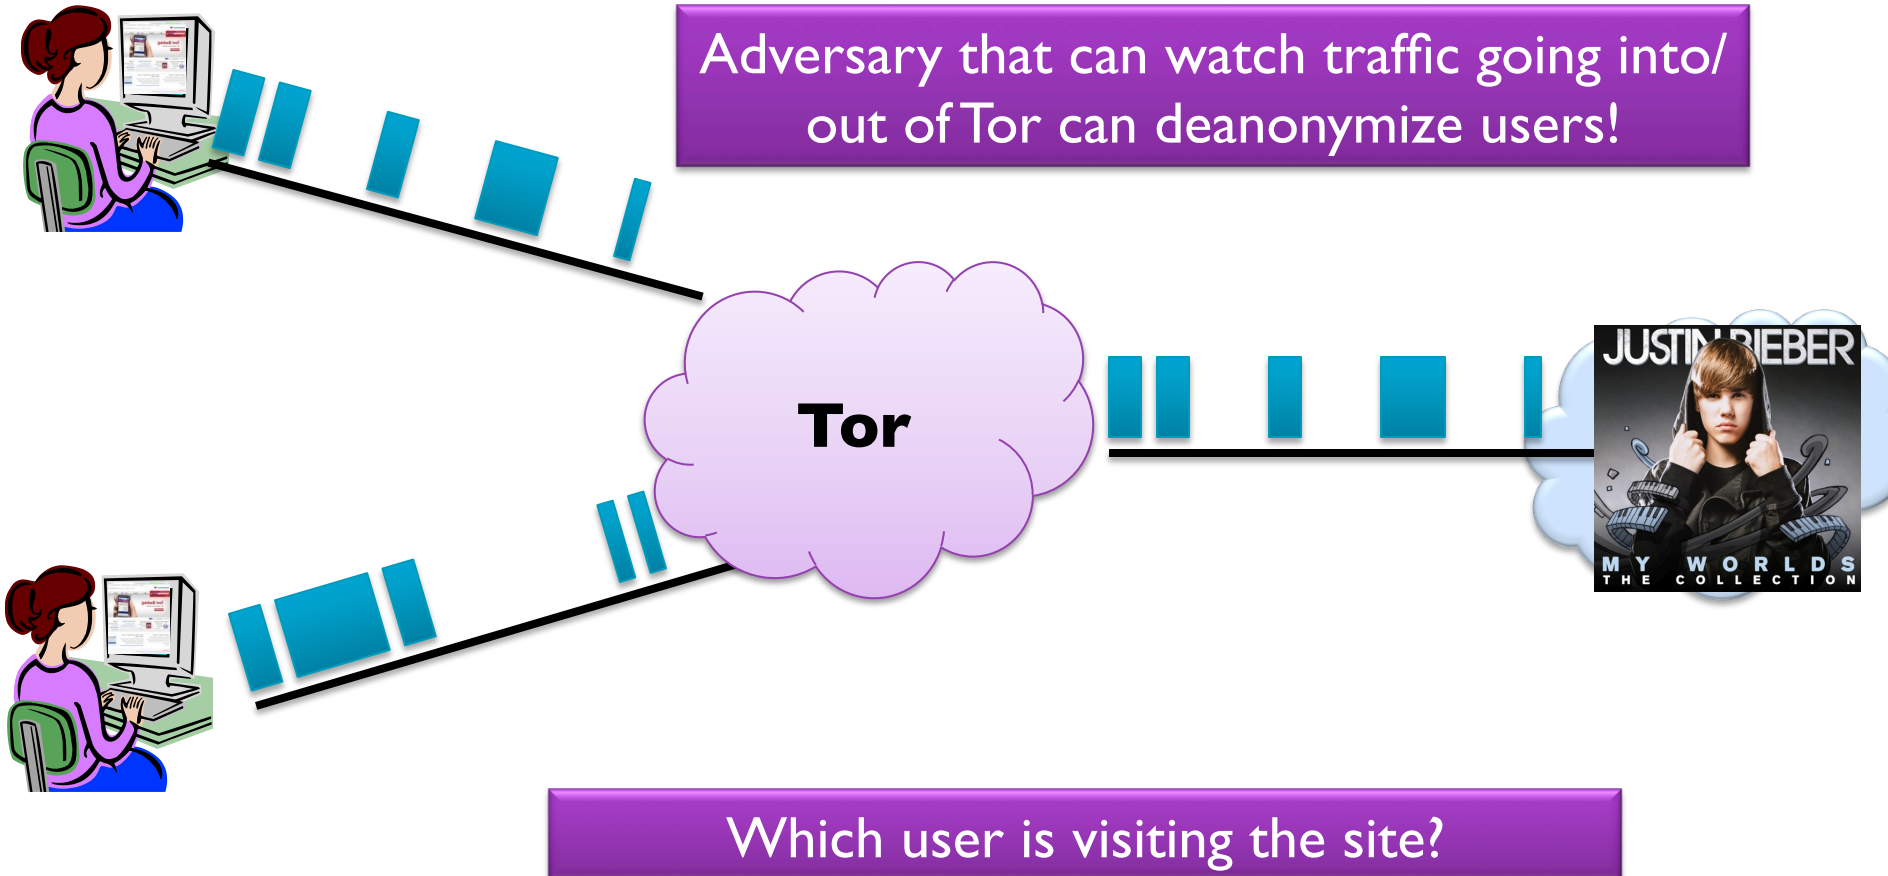 Adversary that can watch traffic going into/
out of Tor can deanonymize users!
Tor
JUSTIN BIEBER
MY WORLDS
THE COLLECTION
Which user is visiting the site?